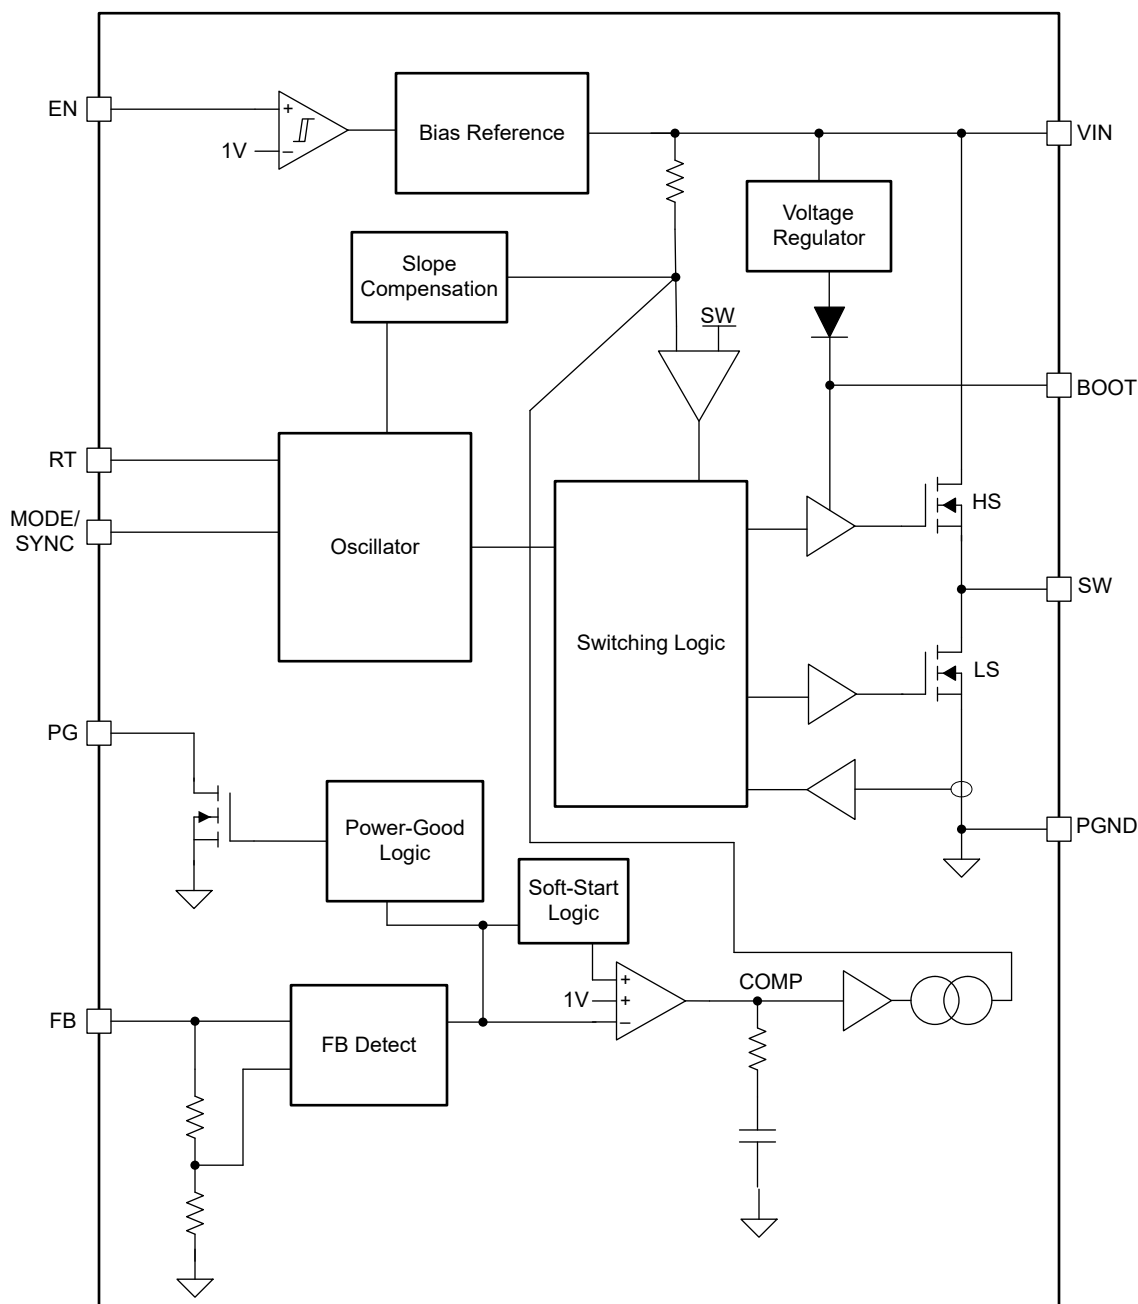 EN
+
1V
−
Bias Reference
VIN
Voltage
Regulator
Slope
Compensation
SW
BOOT
RT
MODE/
SYNC
Oscillator
HS
SW
Switching Logic
LS
PG
Power-Good
Logic
PGND
Soft-Start
Logic
+
1V
+
−
COMP
FB
FB Detect